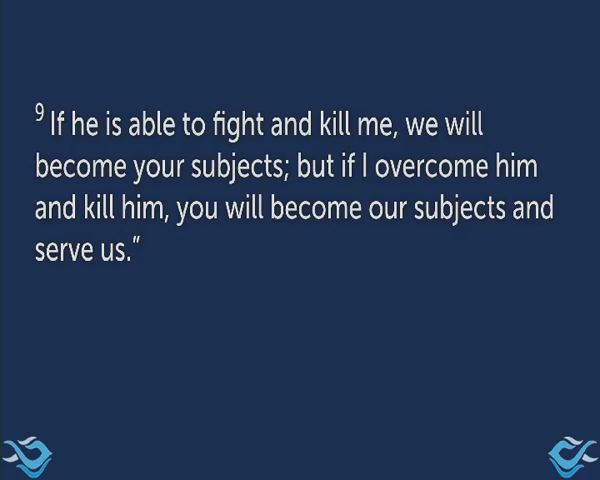 9 If he is able to fight and kill me, we will
become your subjects; but if I overcome him
and kill him, you will become our subjects and
serve us.”